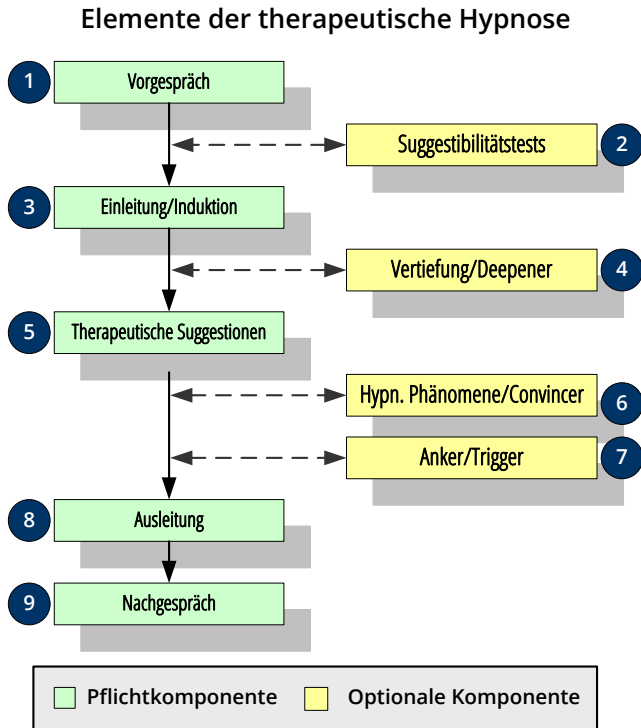 Elemente der therapeutische Hypnose
1 Vorgespräch
Suggestibilitätstests 2
3 Einleitung/Induktion
Vertiefung/Deepener 4
5 Therapeutische Suggestionen
Hypn. Phänomene/Convincer 6
Anker/Trigger 7
8 Ausleitung
9 Nachgespräch
Pflichtkomponente Optionale Komponente